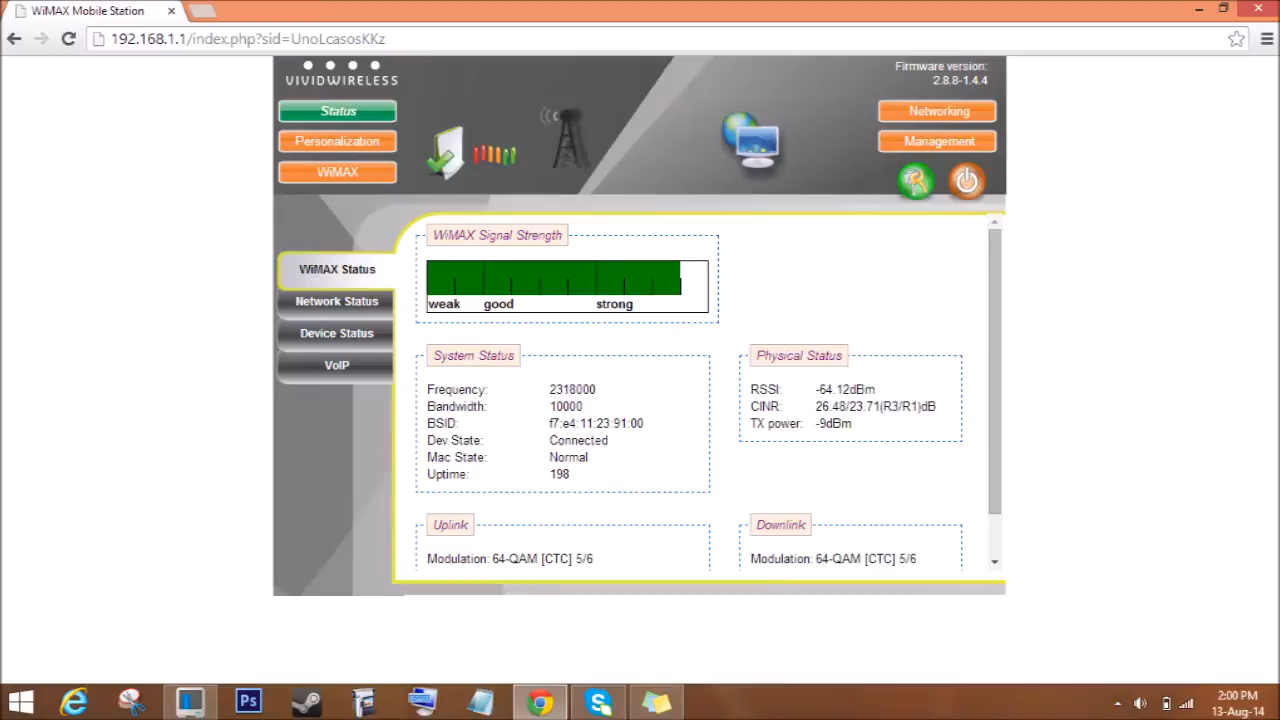 WiMAX Mobile Station
192.168.1.1/index.php?sid=UnoLcasosKKz
VIVIDWIRELESS
Firmware version:
2.8.8-1.4.4
Status
Personalization
WiMAX
Networking
Management
WiMAX Status
Network Status
Device Status
VoIP
WiMAX Signal Strength
weak good strong
System Status
Frequency: 2318000
Bandwidth: 10000
BSID: f7:e4:11:23:91:00
Dev State: Connected
Mac State: Normal
Uptime: 198
Physical Status
RSSI: -64.12dBm
CINR: 26.48/23.71(R3/R1)dB
TX power: -9dBm
Uplink
Modulation: 64-QAM [CTC] 5/6
Downlink
Modulation: 64-QAM [CTC] 5/6
Ps
2:00 PM
13-Aug-14